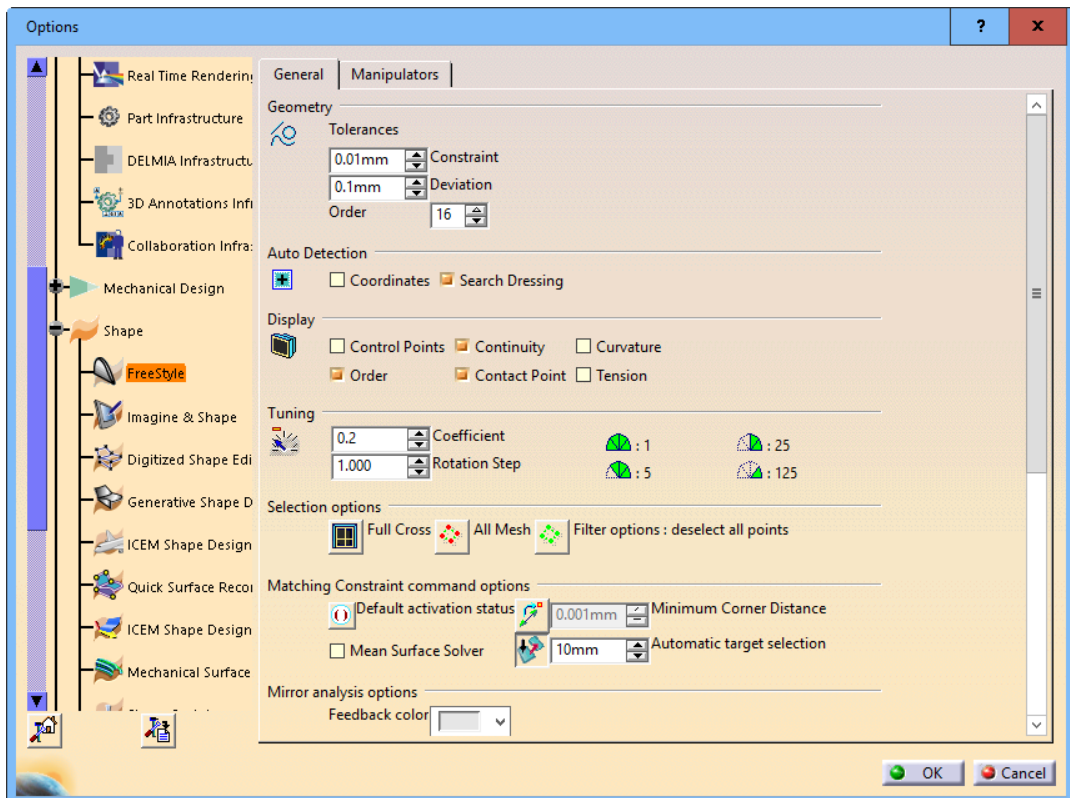 Options
?
x
Real Time Rendering
Part Infrastructure
DELMIA Infrastructu
3D Annotations Infr
Collaboration Infra:
Mechanical Design
Shape
FreeStyle
Imagine & Shape
Digitized Shape Edi
Generative Shape D
ICEM Shape Design
Quick Surface Recor
ICEM Shape Design
Mechanical Surface
General Manipulators
Geometry
Tolerances
0.01mm Constraint
0.1mm Deviation
Order 16
Auto Detection
Coordinates Search Dressing
Display
Control Points Continuity Curvature
Order Contact Point Tension
Tuning
0.2 Coefficient : 1 : 25
1.000 Rotation Step : 5 : 125
Selection options
Full Cross All Mesh Filter options : deselect all points
Matching Constraint command options
Default activation status 0.001mm Minimum Corner Distance
Mean Surface Solver 10mm Automatic target selection
Mirror analysis options
Feedback color
OK Cancel